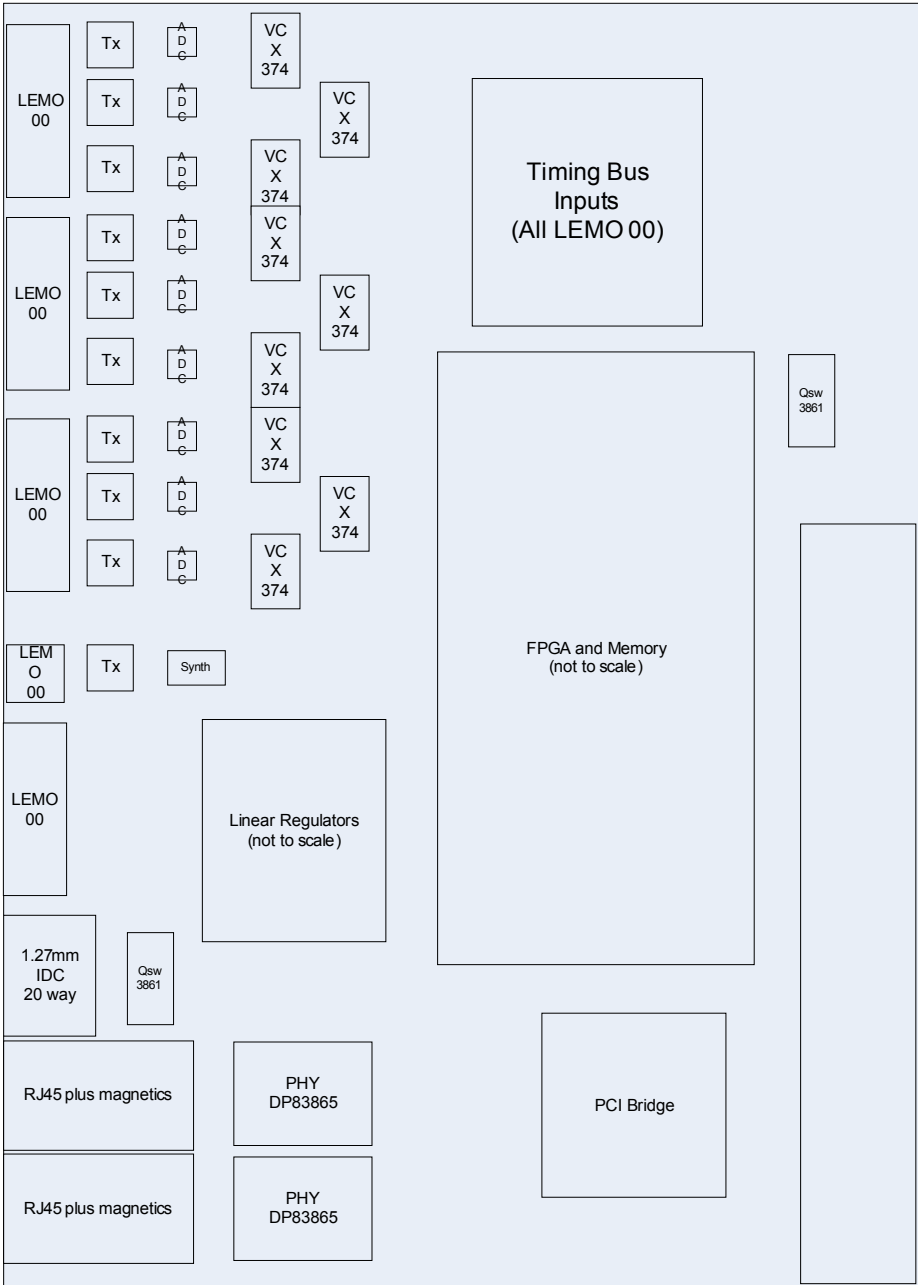 LEMO
00
Tx
A
D
C
VC
X
374
Tx
A
D
C
VC
X
374
Tx
A
D
C
VC
X
374
LEMO
00
Tx
A
D
C
VC
X
374
Tx
A
D
C
VC
X
374
Tx
A
D
C
VC
X
374
LEMO
00
Tx
A
D
C
VC
X
374
Tx
A
D
C
VC
X
374
Tx
A
D
C
VC
X
374
LEM
O
00
Tx
Synth
LEMO
00
Linear Regulators
(not to scale)
1.27mm
IDC
20 way
Qsw
3861
RJ45 plus magnetics
PHY
DP83865
RJ45 plus magnetics
PHY
DP83865
Timing Bus
Inputs
(All LEMO 00)
Qsw
3861
FPGA and Memory
(not to scale)
PCI Bridge